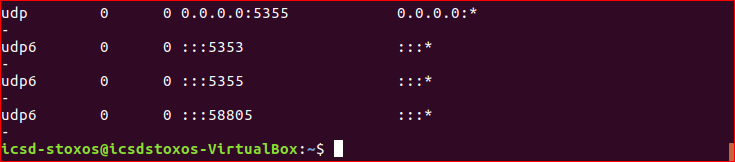 udp        0      0 0.0.0.0:5355            0.0.0.0:*
-
udp6       0      0 :::5353                 :::*
-
udp6       0      0 :::5355                 :::*
-
udp6       0      0 :::58805                :::*
-
icsd-stoxos@icsdstoxos-VirtualBox:~$